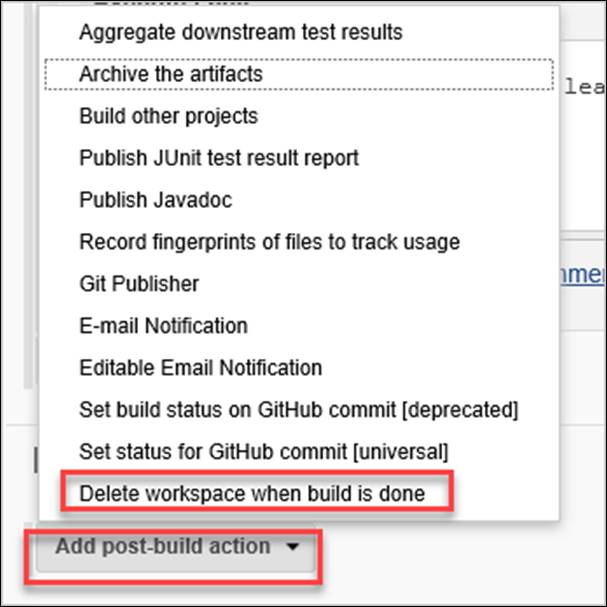 Aggregate downstream test results
Archive the artifacts
lea
Build other projects
Publish JUnit test result report
Publish Javadoc
Record fingerprints of files to track usage
Git Publisher
E-mail Notification
Editable Email Notification
Set build status on GitHub commit [deprecated]
Set status for GitHub commit [universal]
Delete workspace when build is done
Add post-build action